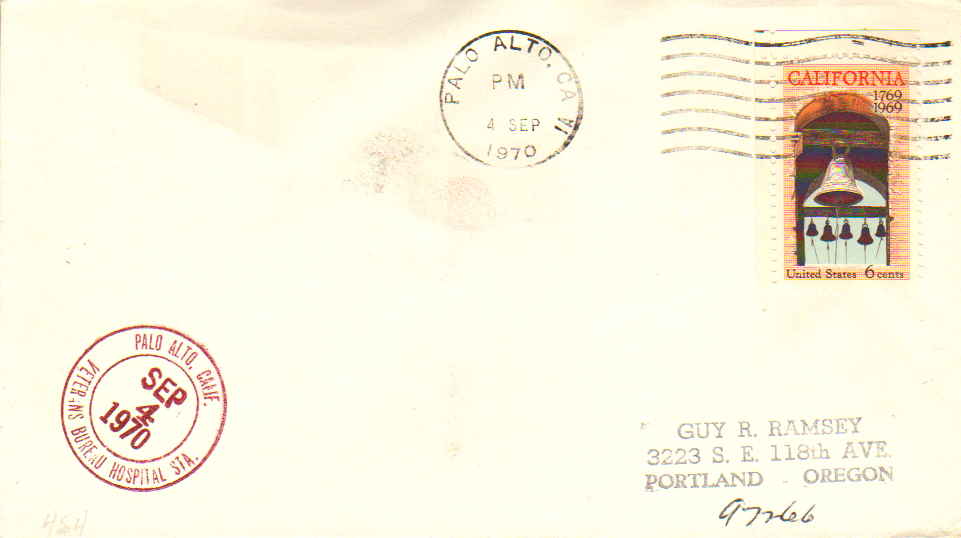 PALO ALTO, CA
PM
4 SEP
1970
CALIFORNIA
1769
1969
United States 6 cents
PALO ALTO, CALIF.
SEP
4
1970
VETERANS BUREAU HOSPITAL STA.
GUY R. RAMSEY
3223 S. E. 118th AVE.
PORTLAND - OREGON
97266
484